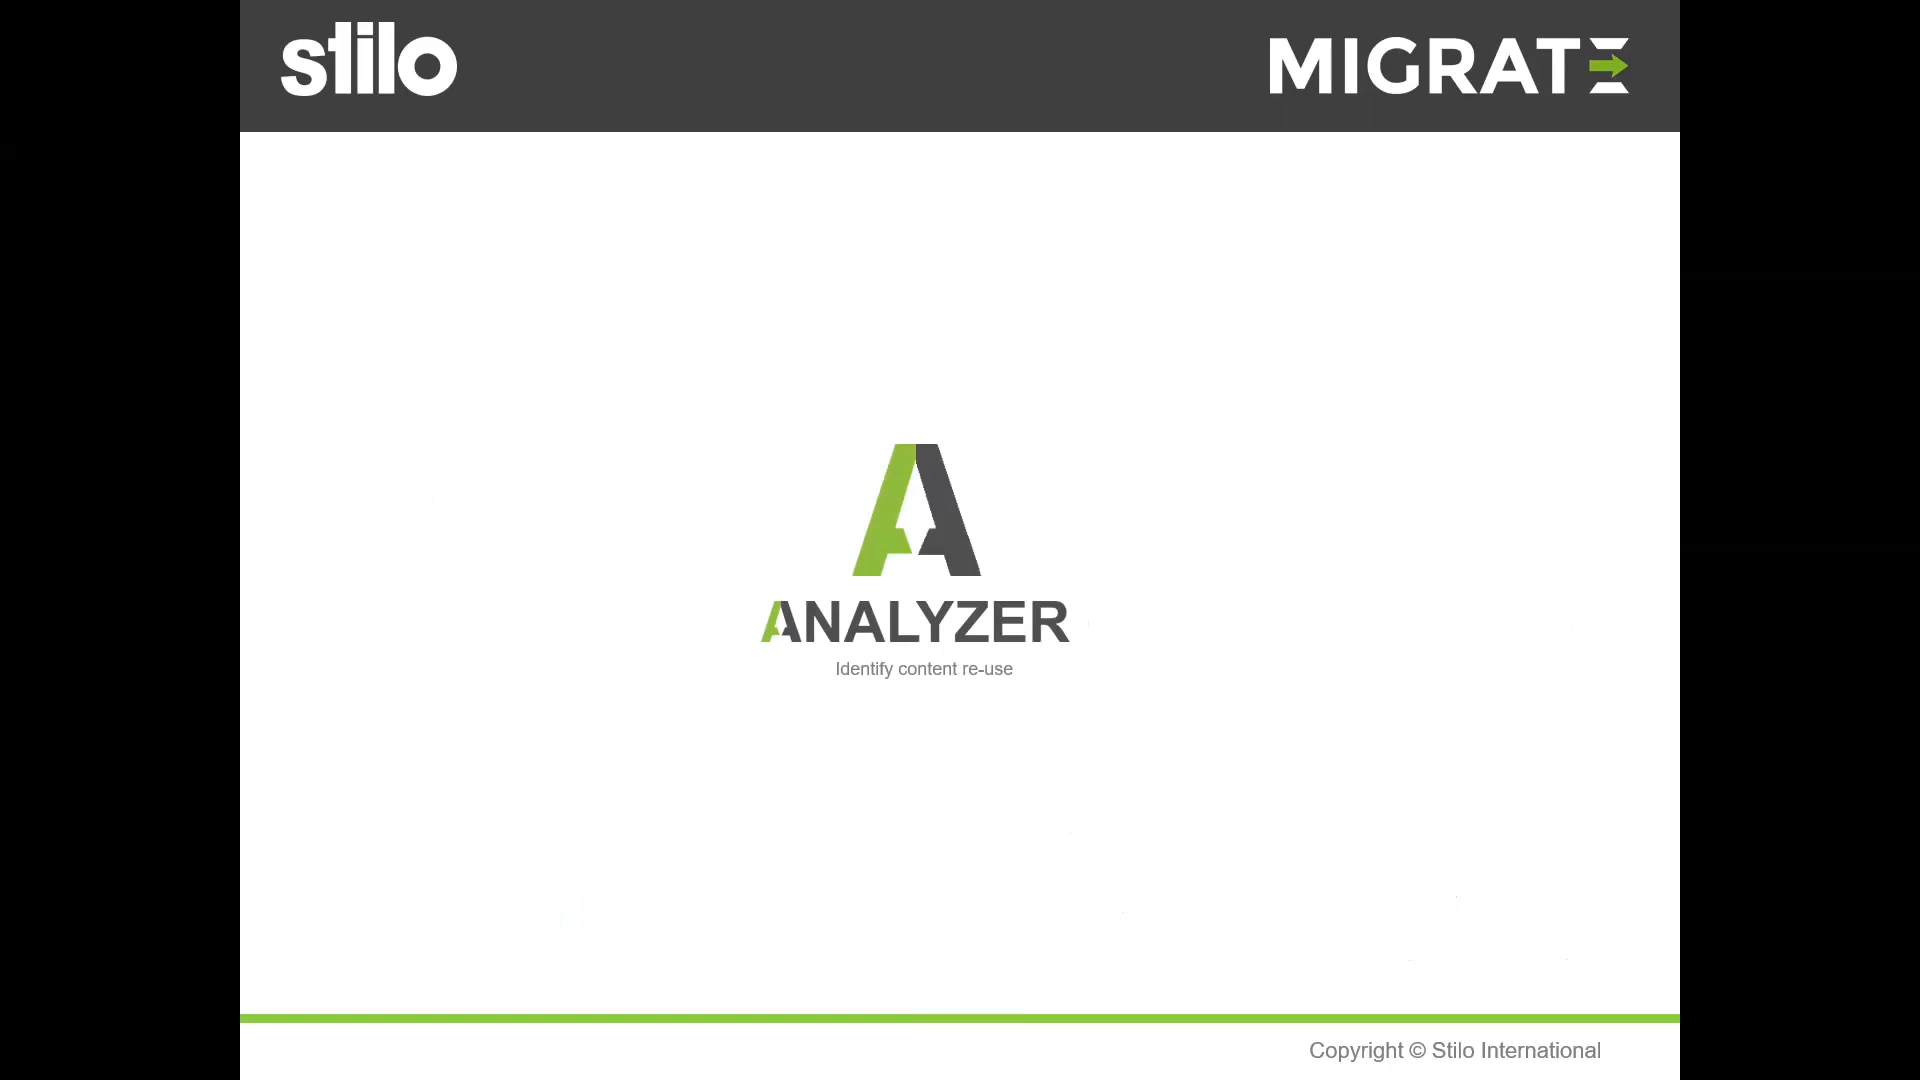 stilo
MIGRATE
A
ANALYZER
Identify content re-use
Copyright © Stilo International